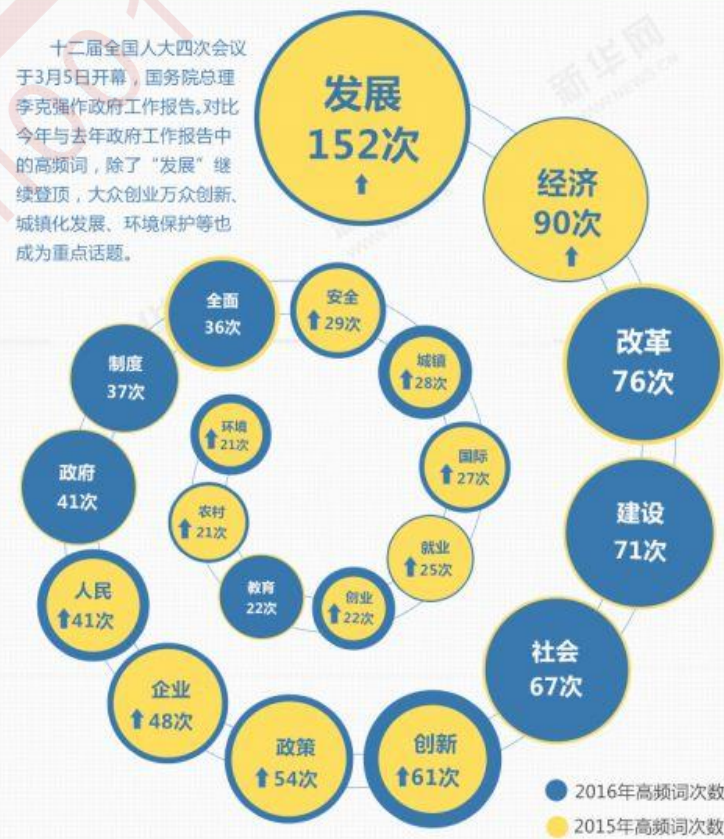 十二届全国人大四次会议
于3月5日开幕，国务院总理
李克强作政府工作报告。对比
今年与去年政府工作报告中
的高频词，除了“发展”继
续登顶，大众创业万众创新、
城镇化发展、环境保护等也
成为重点话题。
发展
152次
经济
90次
改革
76次
建设
71次
社会
67次
创新
61次
政策
54次
企业
48次
人民
41次
政府
41次
制度
37次
全面
36次
安全
29次
城镇
28次
国际
27次
就业
25次
创业
22次
教育
22次
农村
21次
环境
21次
2016年高频词次数
2015年高频词次数
新华网